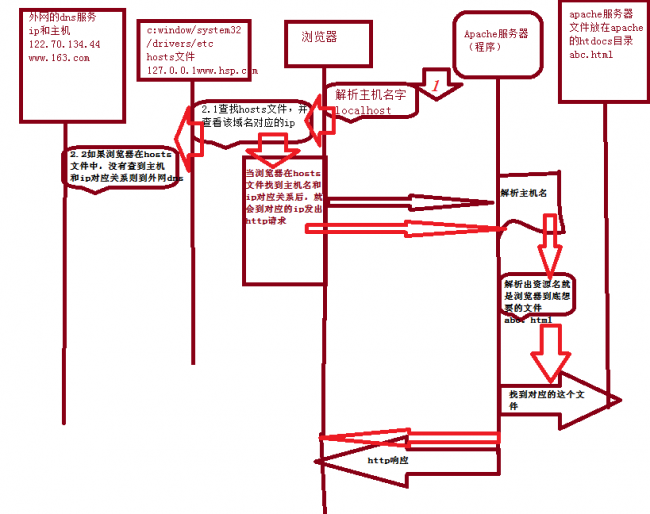 外网的dns服务
ip和主机
122.70.134.44
www.163.com
c:window/system32
/drivers/etc
hosts文件
127.0.0.1www.hsp.com
浏览器
Apache服务器
(程序)
apache服务器
文件放在apache
的htdocs目录
abc.html
1
解析主机名字
localhost
2.1查找hosts文件，并
查看该域名对应的ip
2.2如果浏览器在hosts
文件中，没有查到主机
和ip对应关系则到外网dns
当浏览器在hosts
文件找到主机名和
ip对应关系后，就
会到对应的ip发出
http请求
解析主机名
解析出资源名就
是浏览器到底想
要的文件
abc html
找到对应的这个文
件
http响应